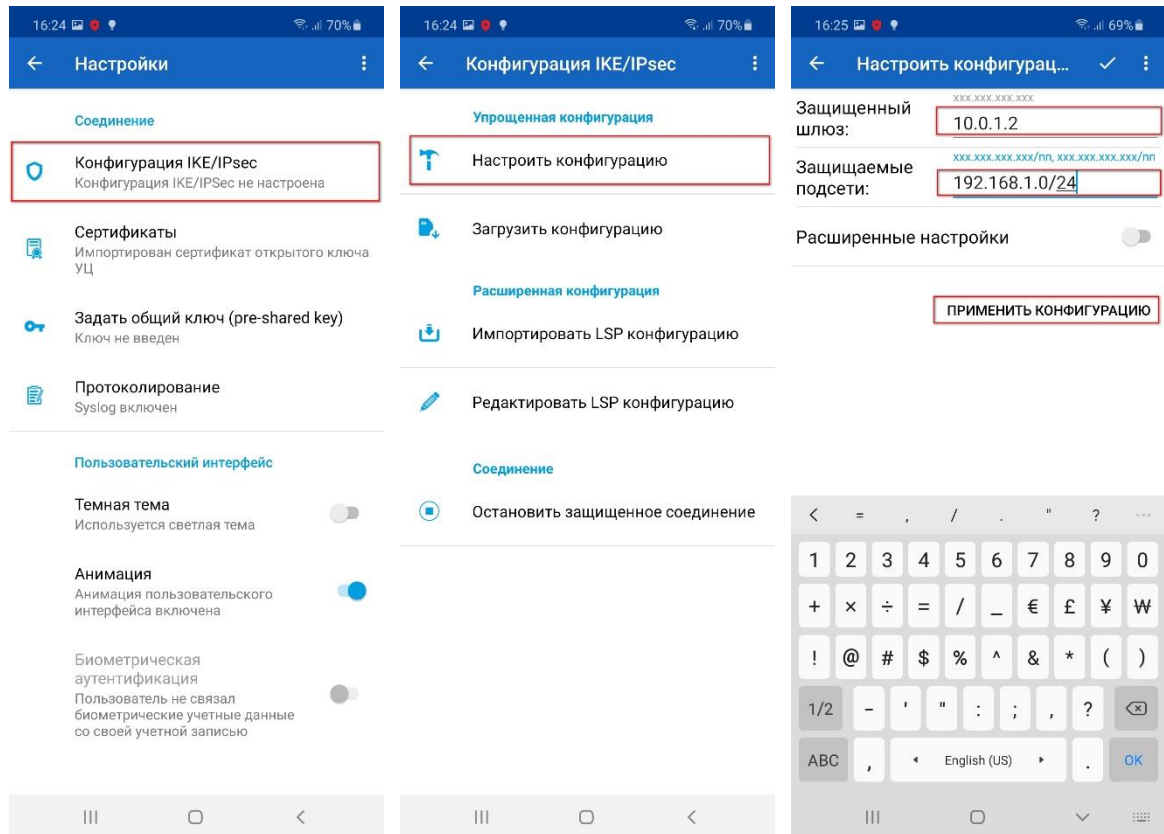 16:24
70%
Настройки
Соединение
Конфигурация IKE/IPsec
Конфигурация IKE/IPSec не настроена
Сертификаты
Импортирован сертификат открытого ключа
УЦ
Задать общий ключ (pre-shared key)
Ключ не введен
Протоколирование
Syslog включен
Пользовательский интерфейс
Темная тема
Используется светлая тема
Анимация
Анимация пользовательского
интерфейса включена
Биометрическая
аутентификация
Пользователь не связал
биометрические учетные данные
со своей учетной записью
16:24
70%
Конфигурация IKE/IPsec
Упрощенная конфигурация
Настроить конфигурацию
Загрузить конфигурацию
Расширенная конфигурация
Импортировать LSP конфигурацию
Редактировать LSP конфигурацию
Соединение
Остановить защищенное соединение
16:25
69%
Настроить конфигурац...
xxx.xxx.xxx.xxx
Защищенный
шлюз:
10.0.1.2
xxx.xxx.xxx.xxx/nn, xxx.xxx.xxx.xxx/nn
Защищаемые
подсети:
192.168.1.0/24
Расширенные настройки
ПРИМЕНИТЬ КОНФИГУРАЦИЮ
< = , / . " ? ...
1 2 3 4 5 6 7 8 9 0
+ × ÷ = / _ € £ ¥ ₩
! @ # $ % ^ & * ( )
1/2 - ' " : ; , ?
ABC , English (US) . OK